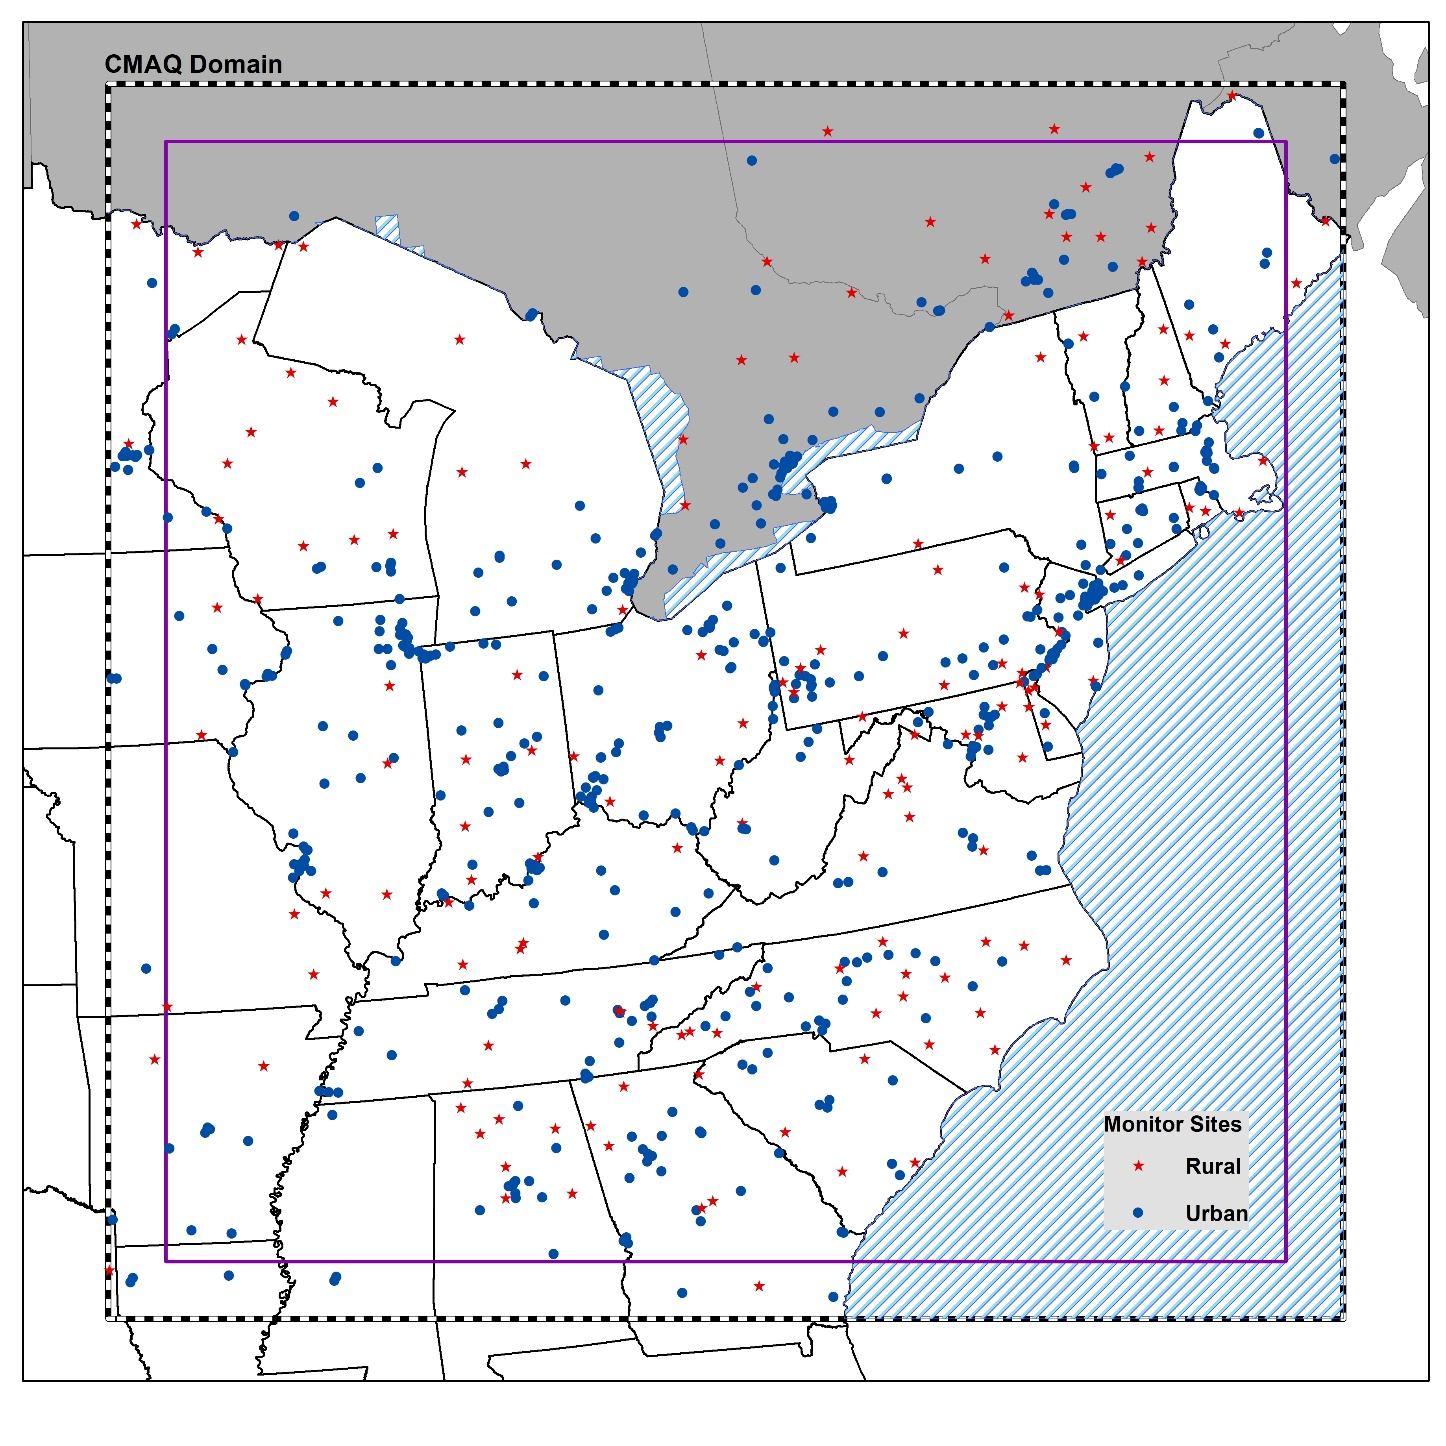 CMAQ Domain
Monitor Sites
Rural
Urban